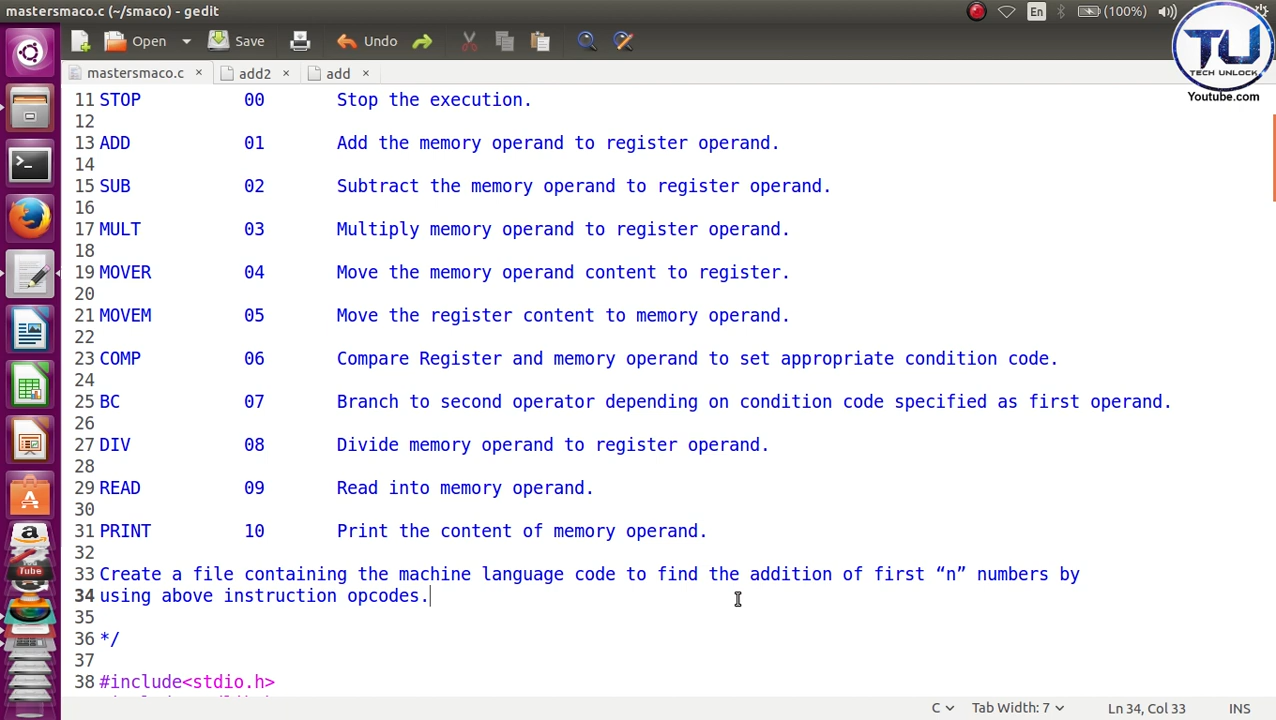 mastersmaco.c (~/smaco) - gedit
En
(100%)
Open
Save
Undo
TU
TECH UNLOCK
Youtube.com
mastersmaco.c ×
add2 ×
add ×
11 STOP 00 Stop the execution.
12
13 ADD 01 Add the memory operand to register operand.
14
15 SUB 02 Subtract the memory operand to register operand.
16
17 MULT 03 Multiply memory operand to register operand.
18
19 MOVER 04 Move the memory operand content to register.
20
21 MOVEM 05 Move the register content to memory operand.
22
23 COMP 06 Compare Register and memory operand to set appropriate condition code.
24
25 BC 07 Branch to second operator depending on condition code specified as first operand.
26
27 DIV 08 Divide memory operand to register operand.
28
29 READ 09 Read into memory operand.
30
31 PRINT 10 Print the content of memory operand.
32
33 Create a file containing the machine language code to find the addition of first “n” numbers by
34 using above instruction opcodes.
35
36 */
37
38 #include<stdio.h>
Tube
C
Tab Width: 7
Ln 34, Col 33
INS